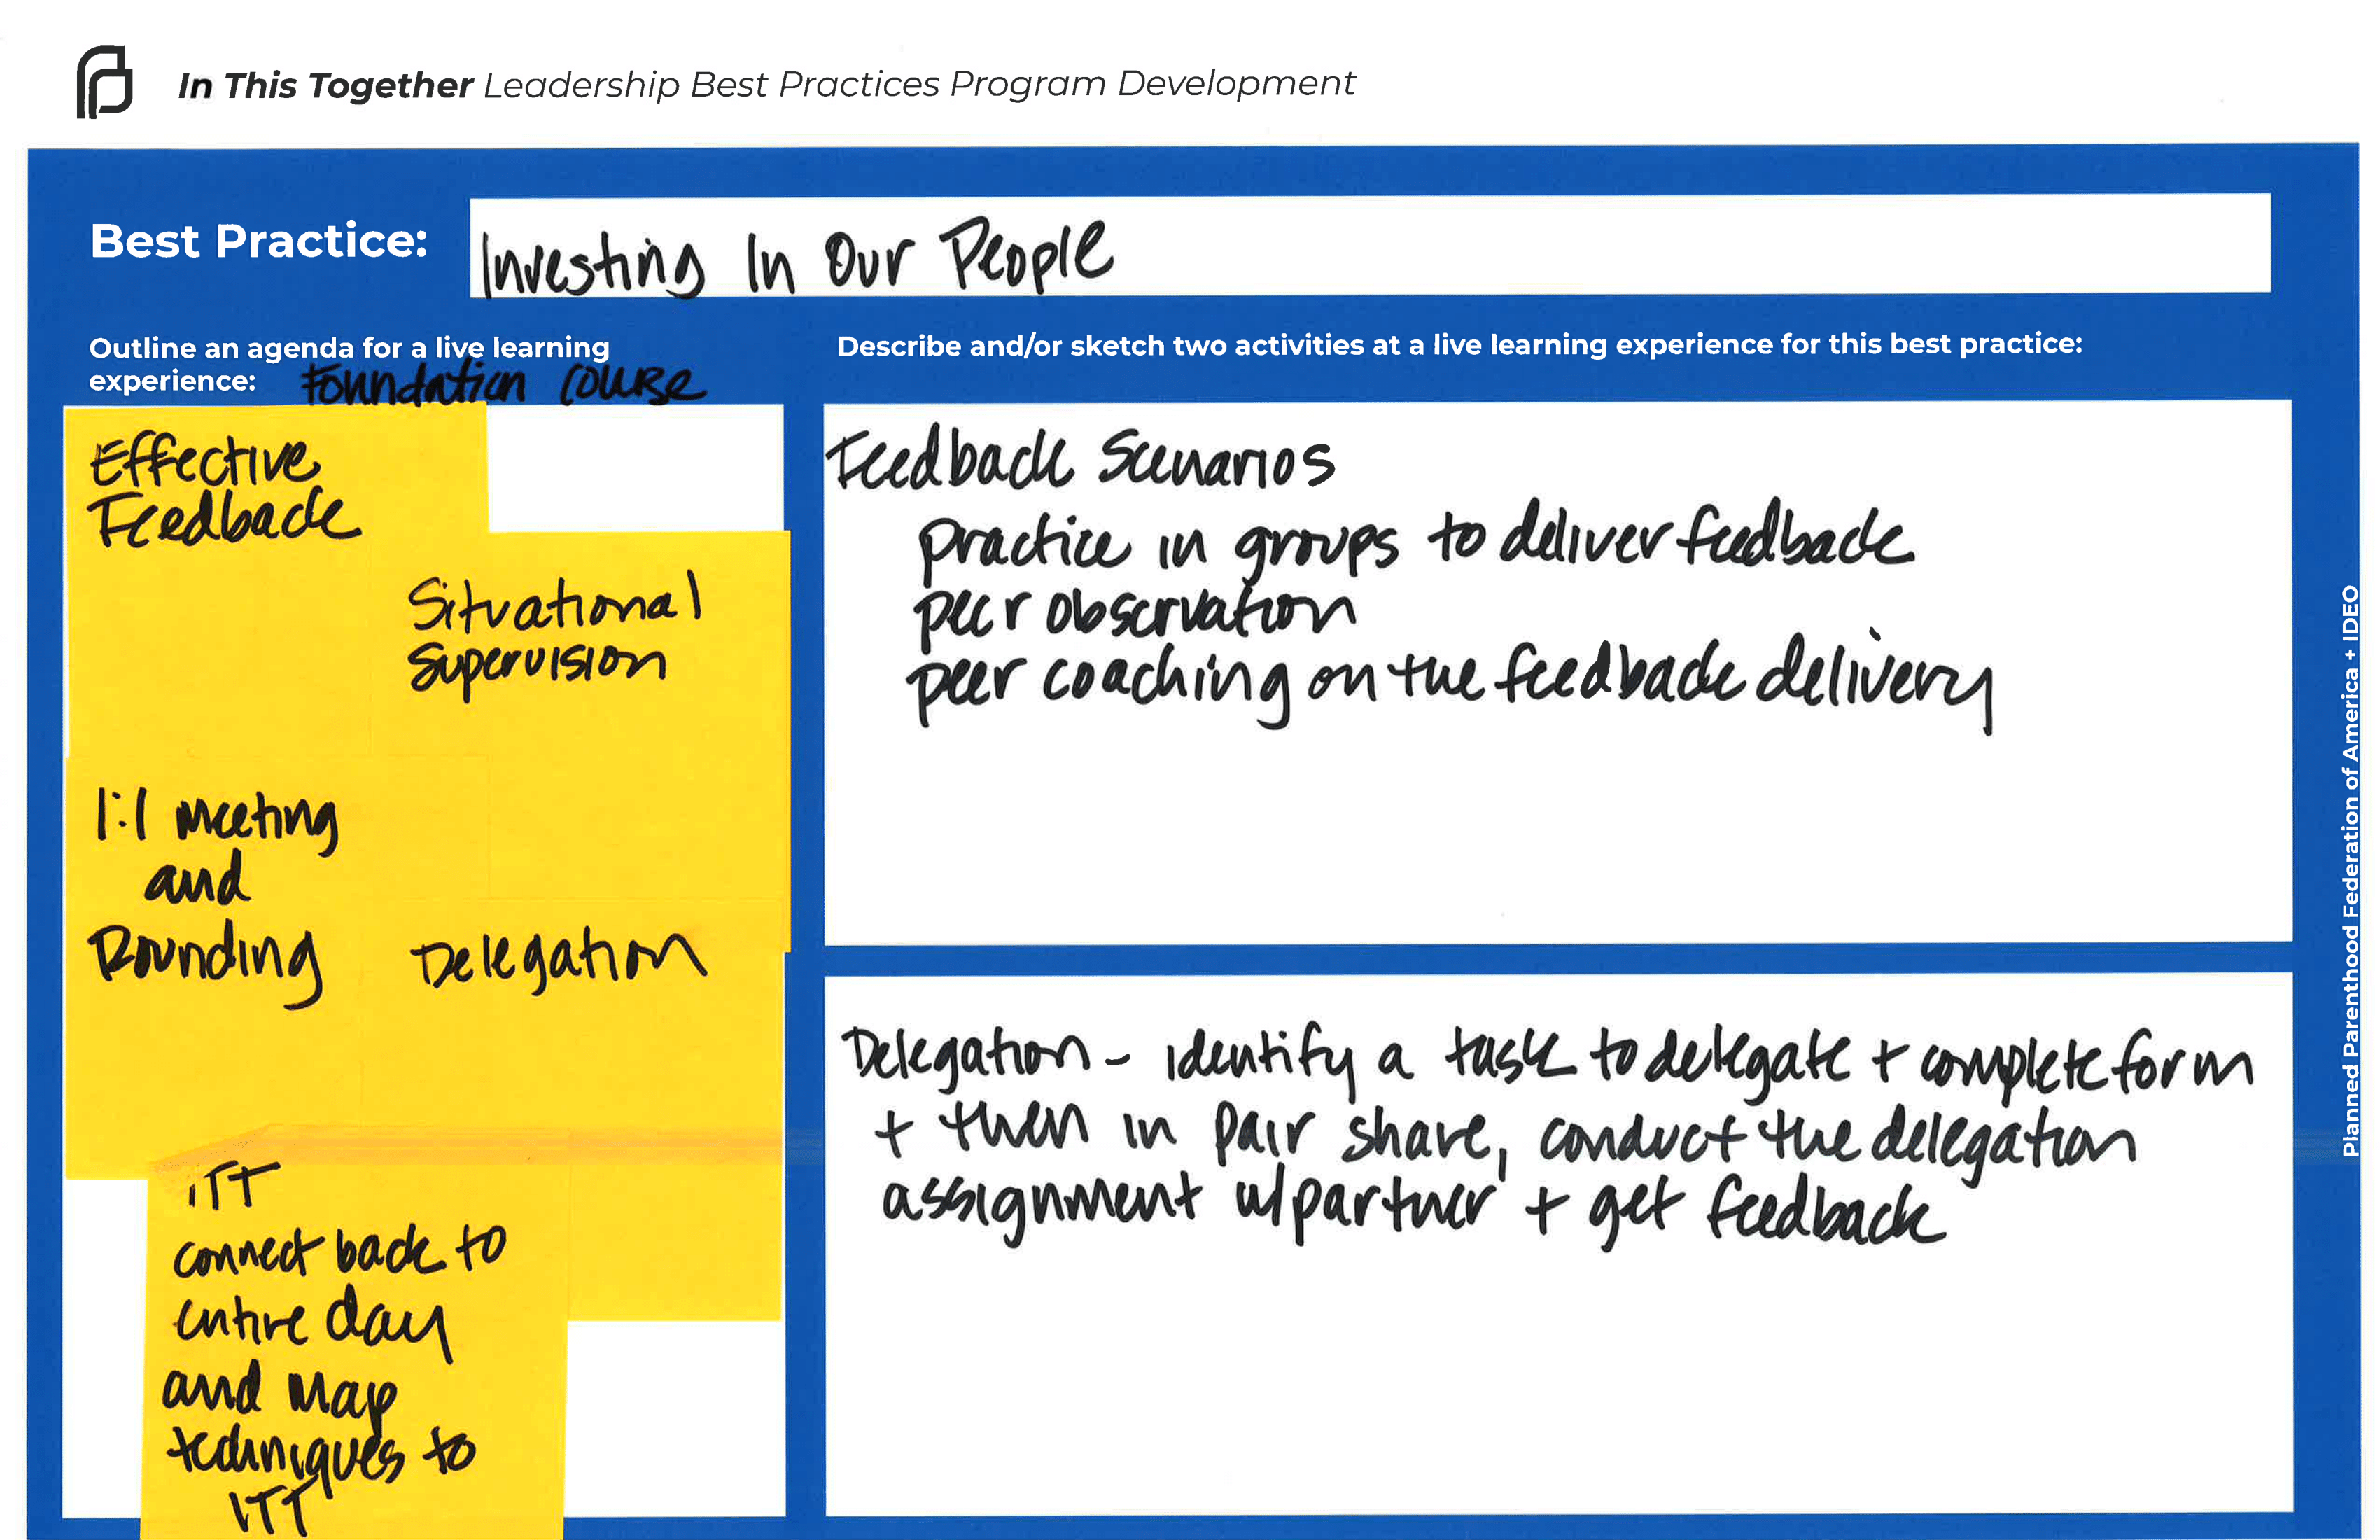 In This Together Leadership Best Practices Program Development
Best Practice:
Investing In Our People
Outline an agenda for a live learning
experience:
Foundation course
Effective
Feedback
Situational
Supervision
1:1 Meeting
and
Rounding
Delegation
ITT
connect back to
entire day
and Map
techniques to
ITT
Describe and/or sketch two activities at a live learning experience for this best practice:
Feedback Scenarios
practice in groups to deliver feedback
peer observation
peer coaching on the feedback delivery
Delegation - identify a task to delegate + complete form
+ then in pair share, conduct the delegation
assignment w/partner + get feedback
Planned Parenthood Federation of America + IDEO